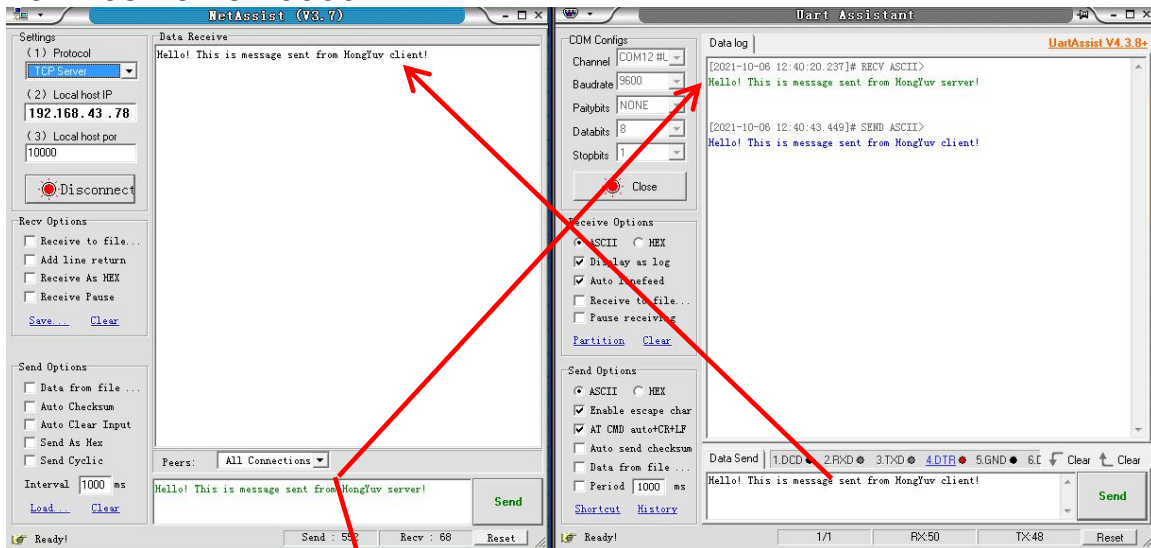 NetAssist (V3.7)
Settings
(1) Protocol
TCP Server
(2) Local host IP
192.168.43.78
(3) Local host por
10000
Disconnect
Recv Options
Receive to file...
Add line return
Receive As HEX
Receive Pause
Save... Clear
Send Options
Data from file ...
Auto Checksum
Auto Clear Input
Send As Hex
Send Cyclic
Interval 1000 ms
Load... Clear
Data Receive
Hello! This is message sent from HongYuv client!
Peers: All Connections
Hello! This is message sent from HongYuv server!
Send
Ready! Send : 552 Recv : 68 Reset
Uart Assistant
COM Configs
Channel COM12 #L
Baudrate 9600
Paitybits NONE
Databits 8
Stopbits 1
Close
Receive Options
ASCII HEX
Display as log
Auto linefeed
Receive to file...
Pause receiving
Partition Clear
Send Options
ASCII HEX
Enable escape char
AT CMD auto+CR+LF
Auto send checksum
Data from file ...
Period 1000 ms
Shortcut History
Data log UartAssist V4.3.8+
[2021-10-06 12:40:20.237]# RECV ASCII>
Hello! This is message sent from HongYuv server!
[2021-10-06 12:40:43.449]# SEND ASCII>
Hello! This is message sent from HongYuv client!
Data Send 1.DCD 2.RXD 3.TXD 4.DTR 5.GND 6.D Clear Clear
Hello! This is message sent from HongYuv client!
Send
Ready! 1/1 RX:50 TX:48 Reset